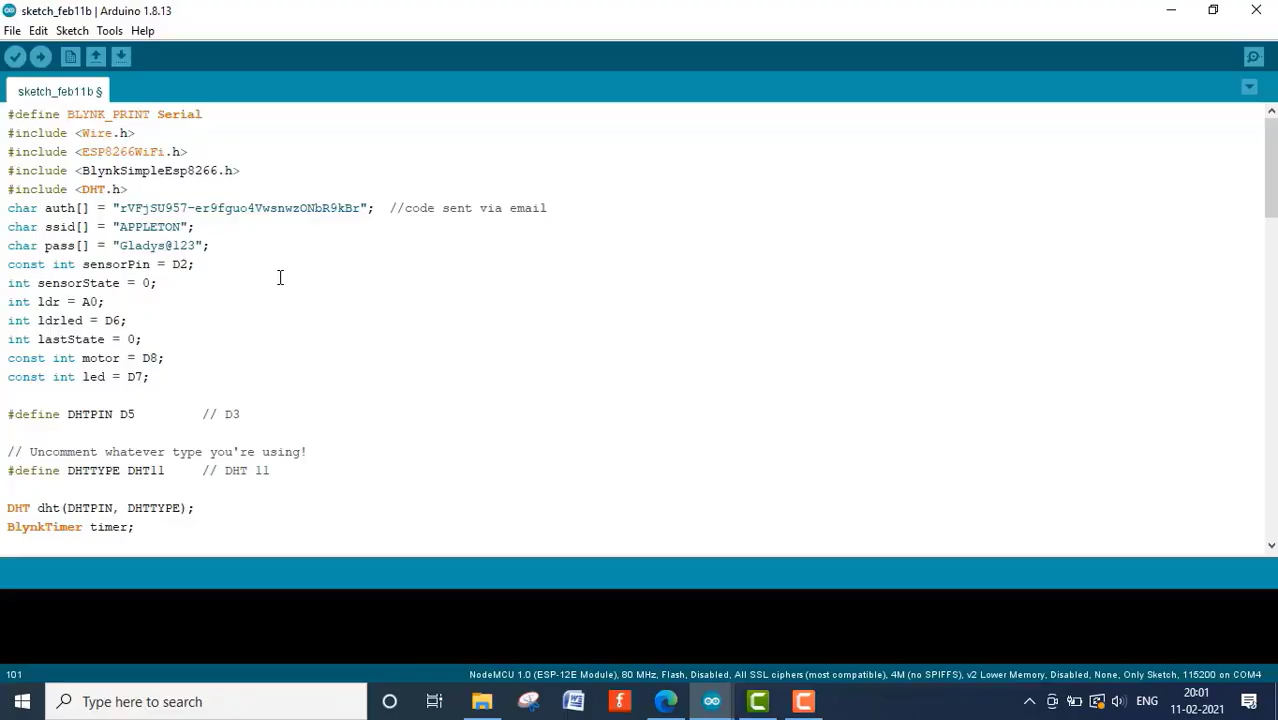 sketch_feb11b | Arduino 1.8.13
File Edit Sketch Tools Help
sketch_feb11b §
#define BLYNK_PRINT Serial
#include <Wire.h>
#include <ESP8266WiFi.h>
#include <BlynkSimpleEsp8266.h>
#include <DHT.h>
char auth[] = "rVFjSU957-er9fguo4VwsnwzONbR9kBr"; //code sent via email
char ssid[] = "APPLETON";
char pass[] = "Gladys@123";
const int sensorPin = D2;
int sensorState = 0;
int ldr = A0;
int ldrled = D6;
int lastState = 0;
const int motor = D8;
const int led = D7;
#define DHTPIN D5 // D3
// Uncomment whatever type you're using!
#define DHTTYPE DHT11 // DHT 11
DHT dht(DHTPIN, DHTTYPE);
BlynkTimer timer;
101
NodeMCU 1.0 (ESP-12E Module), 80 MHz, Flash, Disabled, All SSL ciphers (most compatible), 4M (no SPIFFS), v2 Lower Memory, Disabled, None, Only Sketch, 115200 on COM4
Type here to search
ENG
20:01
11-02-2021